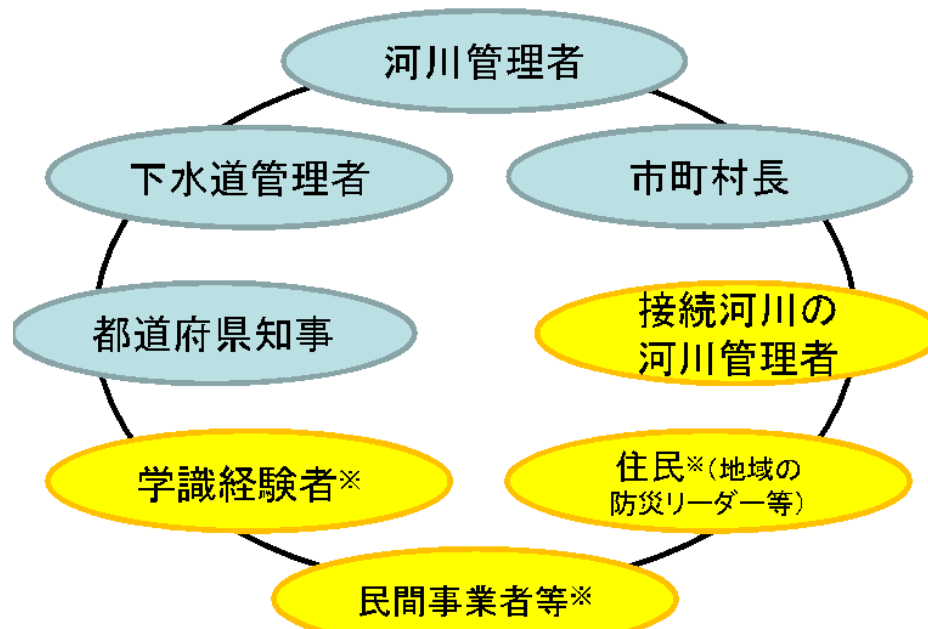 河川管理者
下水道管理者
市町村長
都道府県知事
接続河川の
河川管理者
学識経験者※
住民※(地域の
防災リーダー等)
民間事業者等※